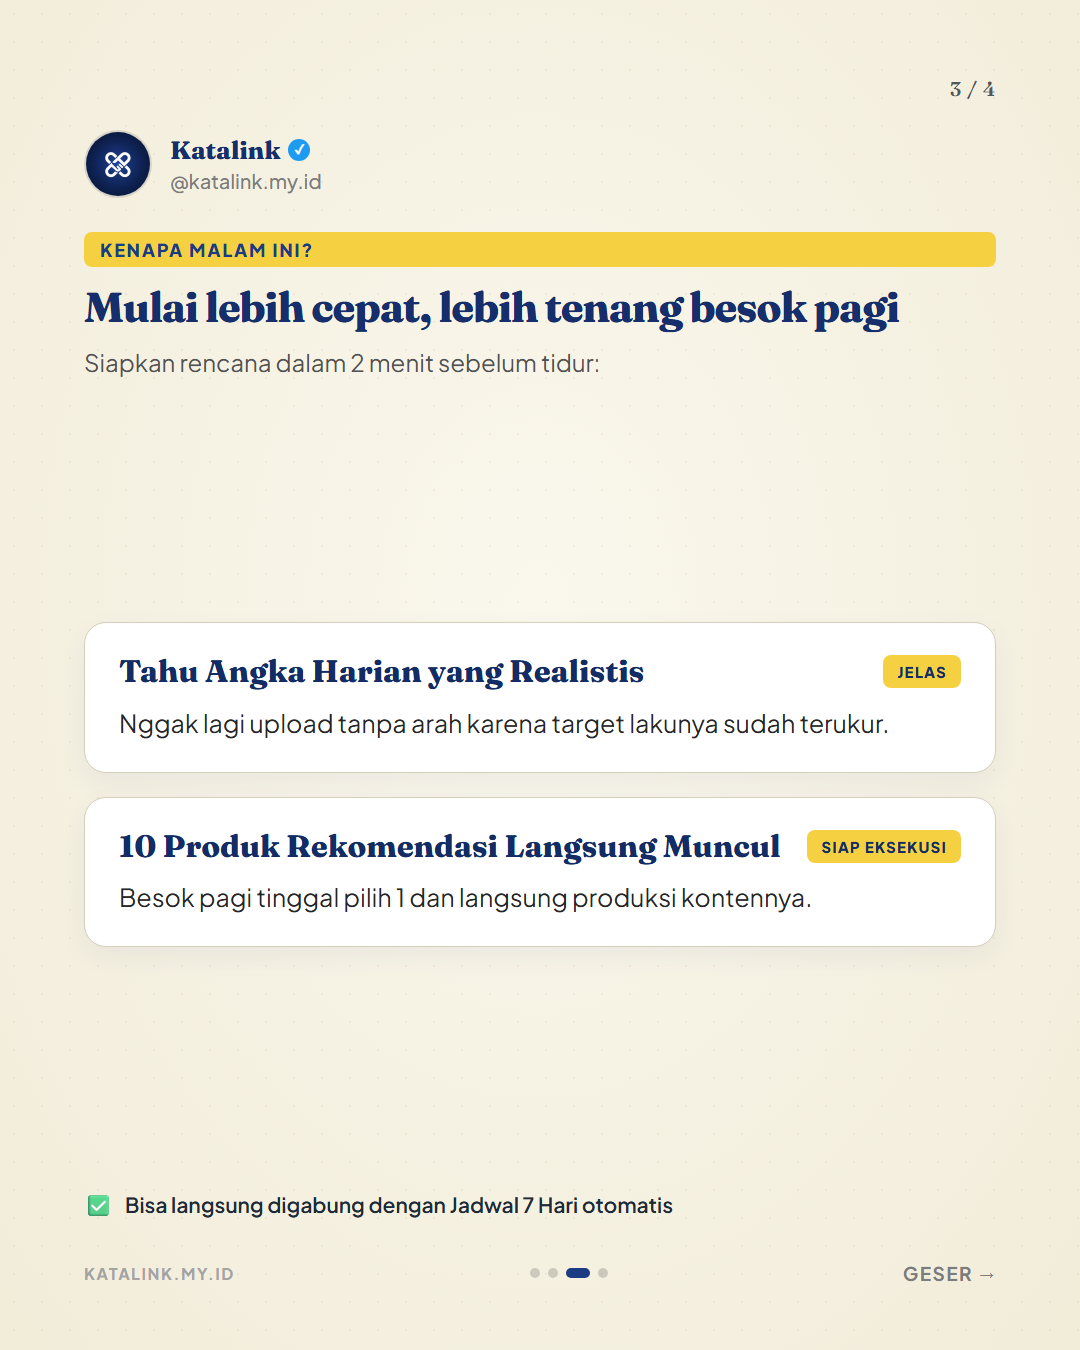 3 / 4
Katalink
@katalink.my.id
KENAPA MALAM INI?
Mulai lebih cepat, lebih tenang besok pagi
Siapkan rencana dalam 2 menit sebelum tidur:
Tahu Angka Harian yang Realistis
JELAS
Nggak lagi upload tanpa arah karena target lakunya sudah terukur.
10 Produk Rekomendasi Langsung Muncul
SIAP EKSEKUSI
Besok pagi tinggal pilih 1 dan langsung produksi kontennya.
✅ Bisa langsung digabung dengan Jadwal 7 Hari otomatis
KATALINK.MY.ID
GESER →